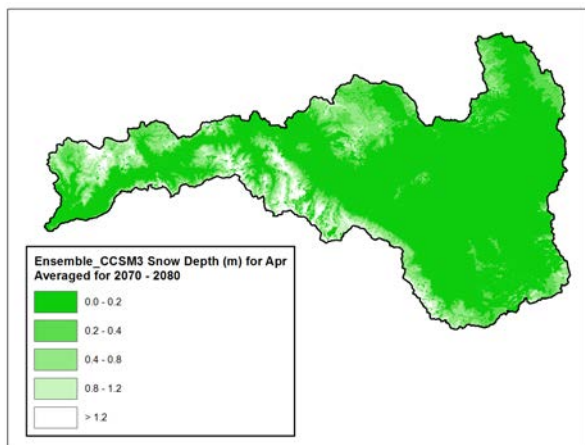 Ensemble_CCSM3 Snow Depth (m) for Apr
Averaged for 2070 - 2080
0.0 - 0.2
0.2 - 0.4
0.4 - 0.8
0.8 - 1.2
> 1.2